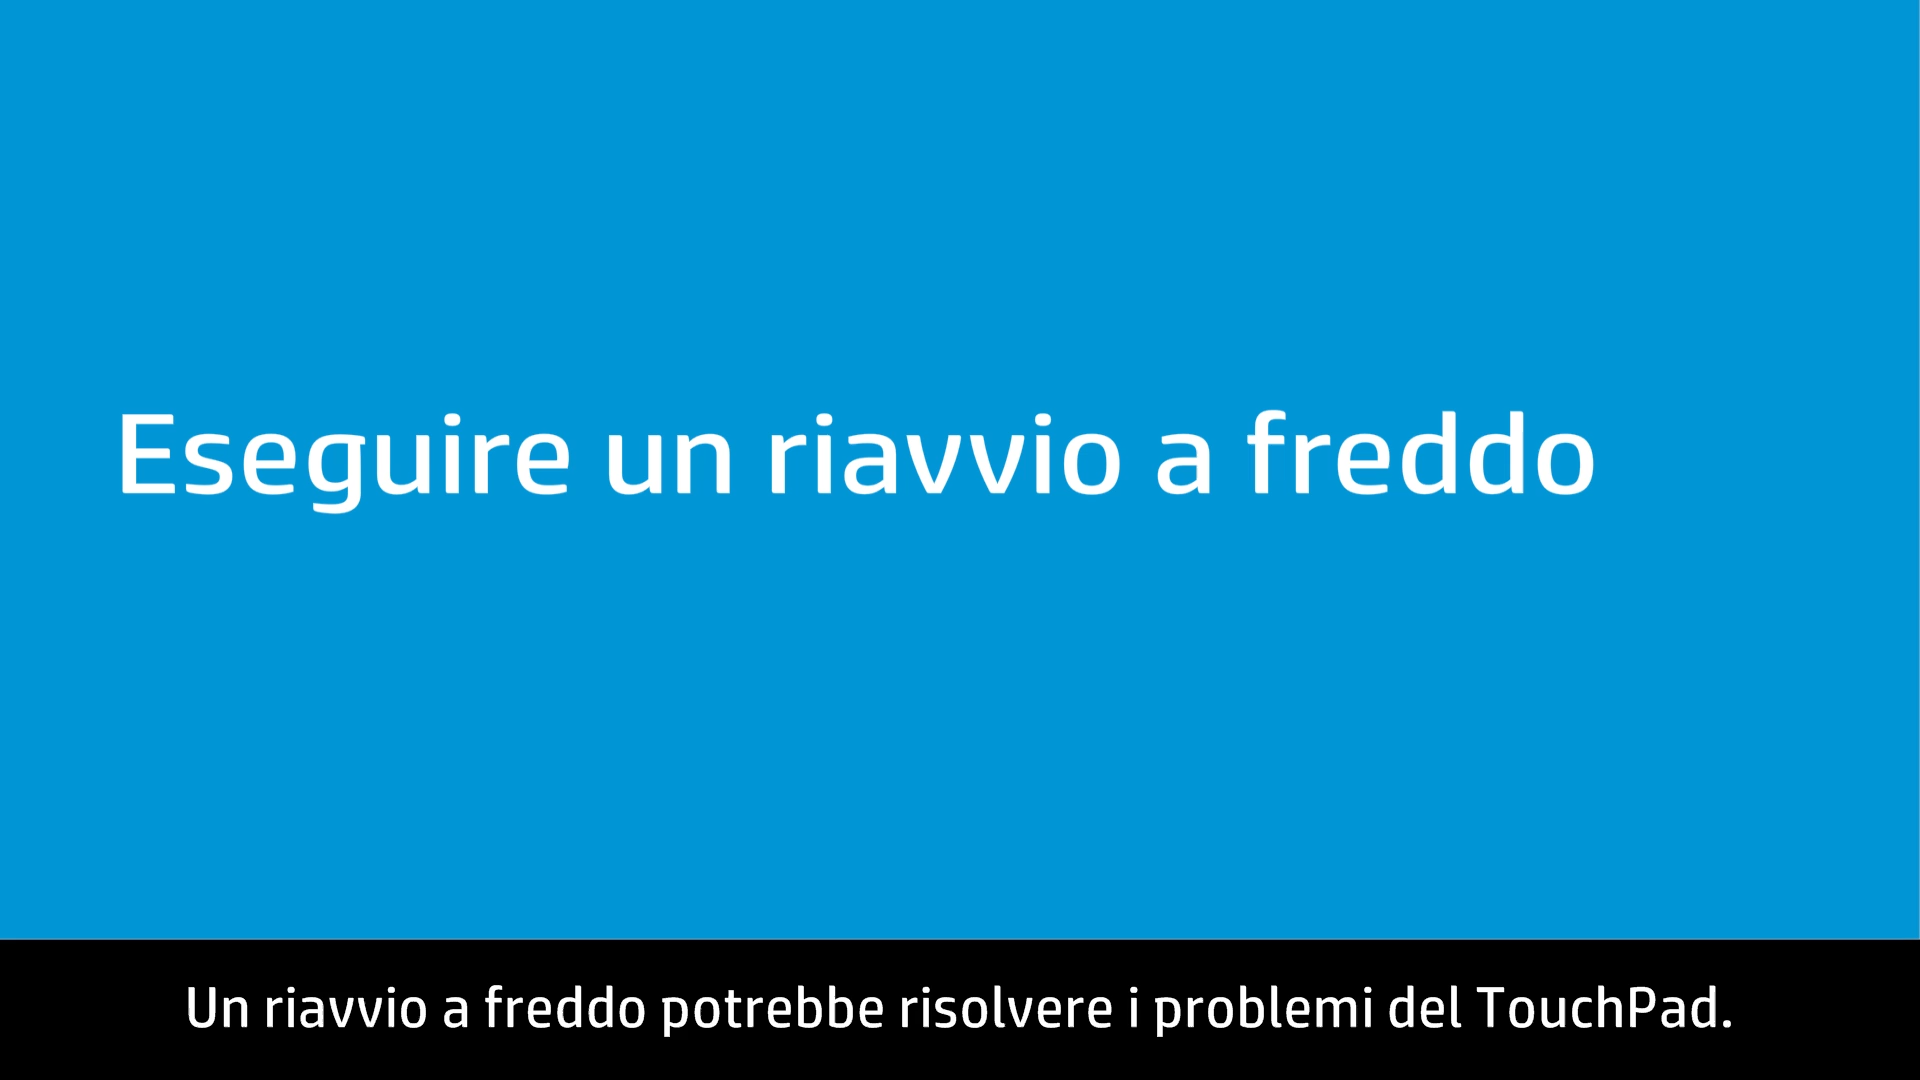 Eseguire un riavvio a freddo
Un riavvio a freddo potrebbe risolvere i problemi del TouchPad.